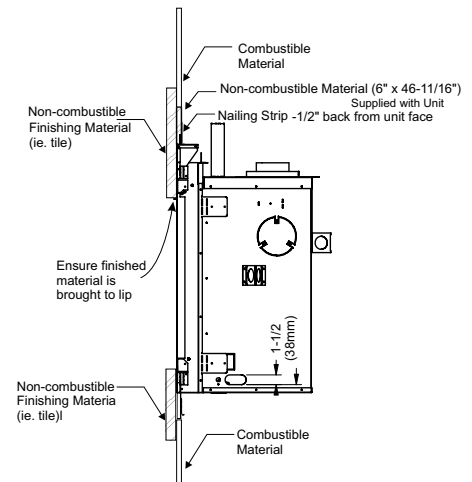 Combustible
Material
Non-combustible Material (6" x 46-11/16")
Supplied with Unit
Nailing Strip -1/2" back from unit face
Non-combustible
Finishing Material
(ie. tile)
Ensure finished
material is
brought to lip
1-1/2
(38mm)
Non-combustible
Finishing Materia
(ie. tile)l
Combustible
Material